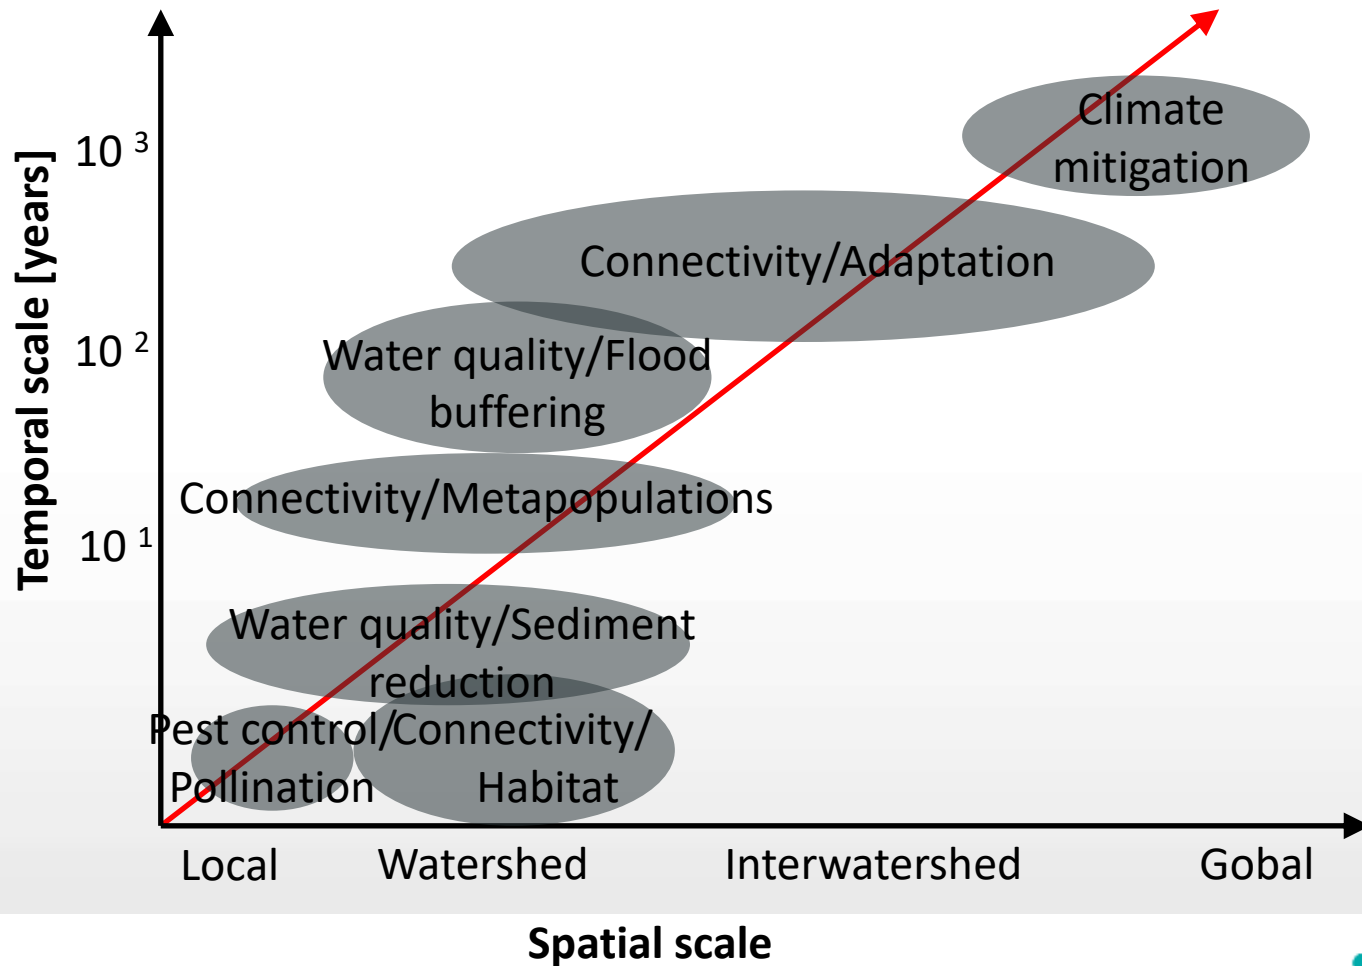 Temporal scale [years]
10 3
10 2
10 1
Climate
mitigation
Connectivity/Adaptation
Water quality/Flood
buffering
Connectivity/Metapopulations
Water quality/Sediment
reduction
Pest control/
Pollination
Connectivity/
Habitat
Local
Watershed
Interwatershed
Gobal
Spatial scale